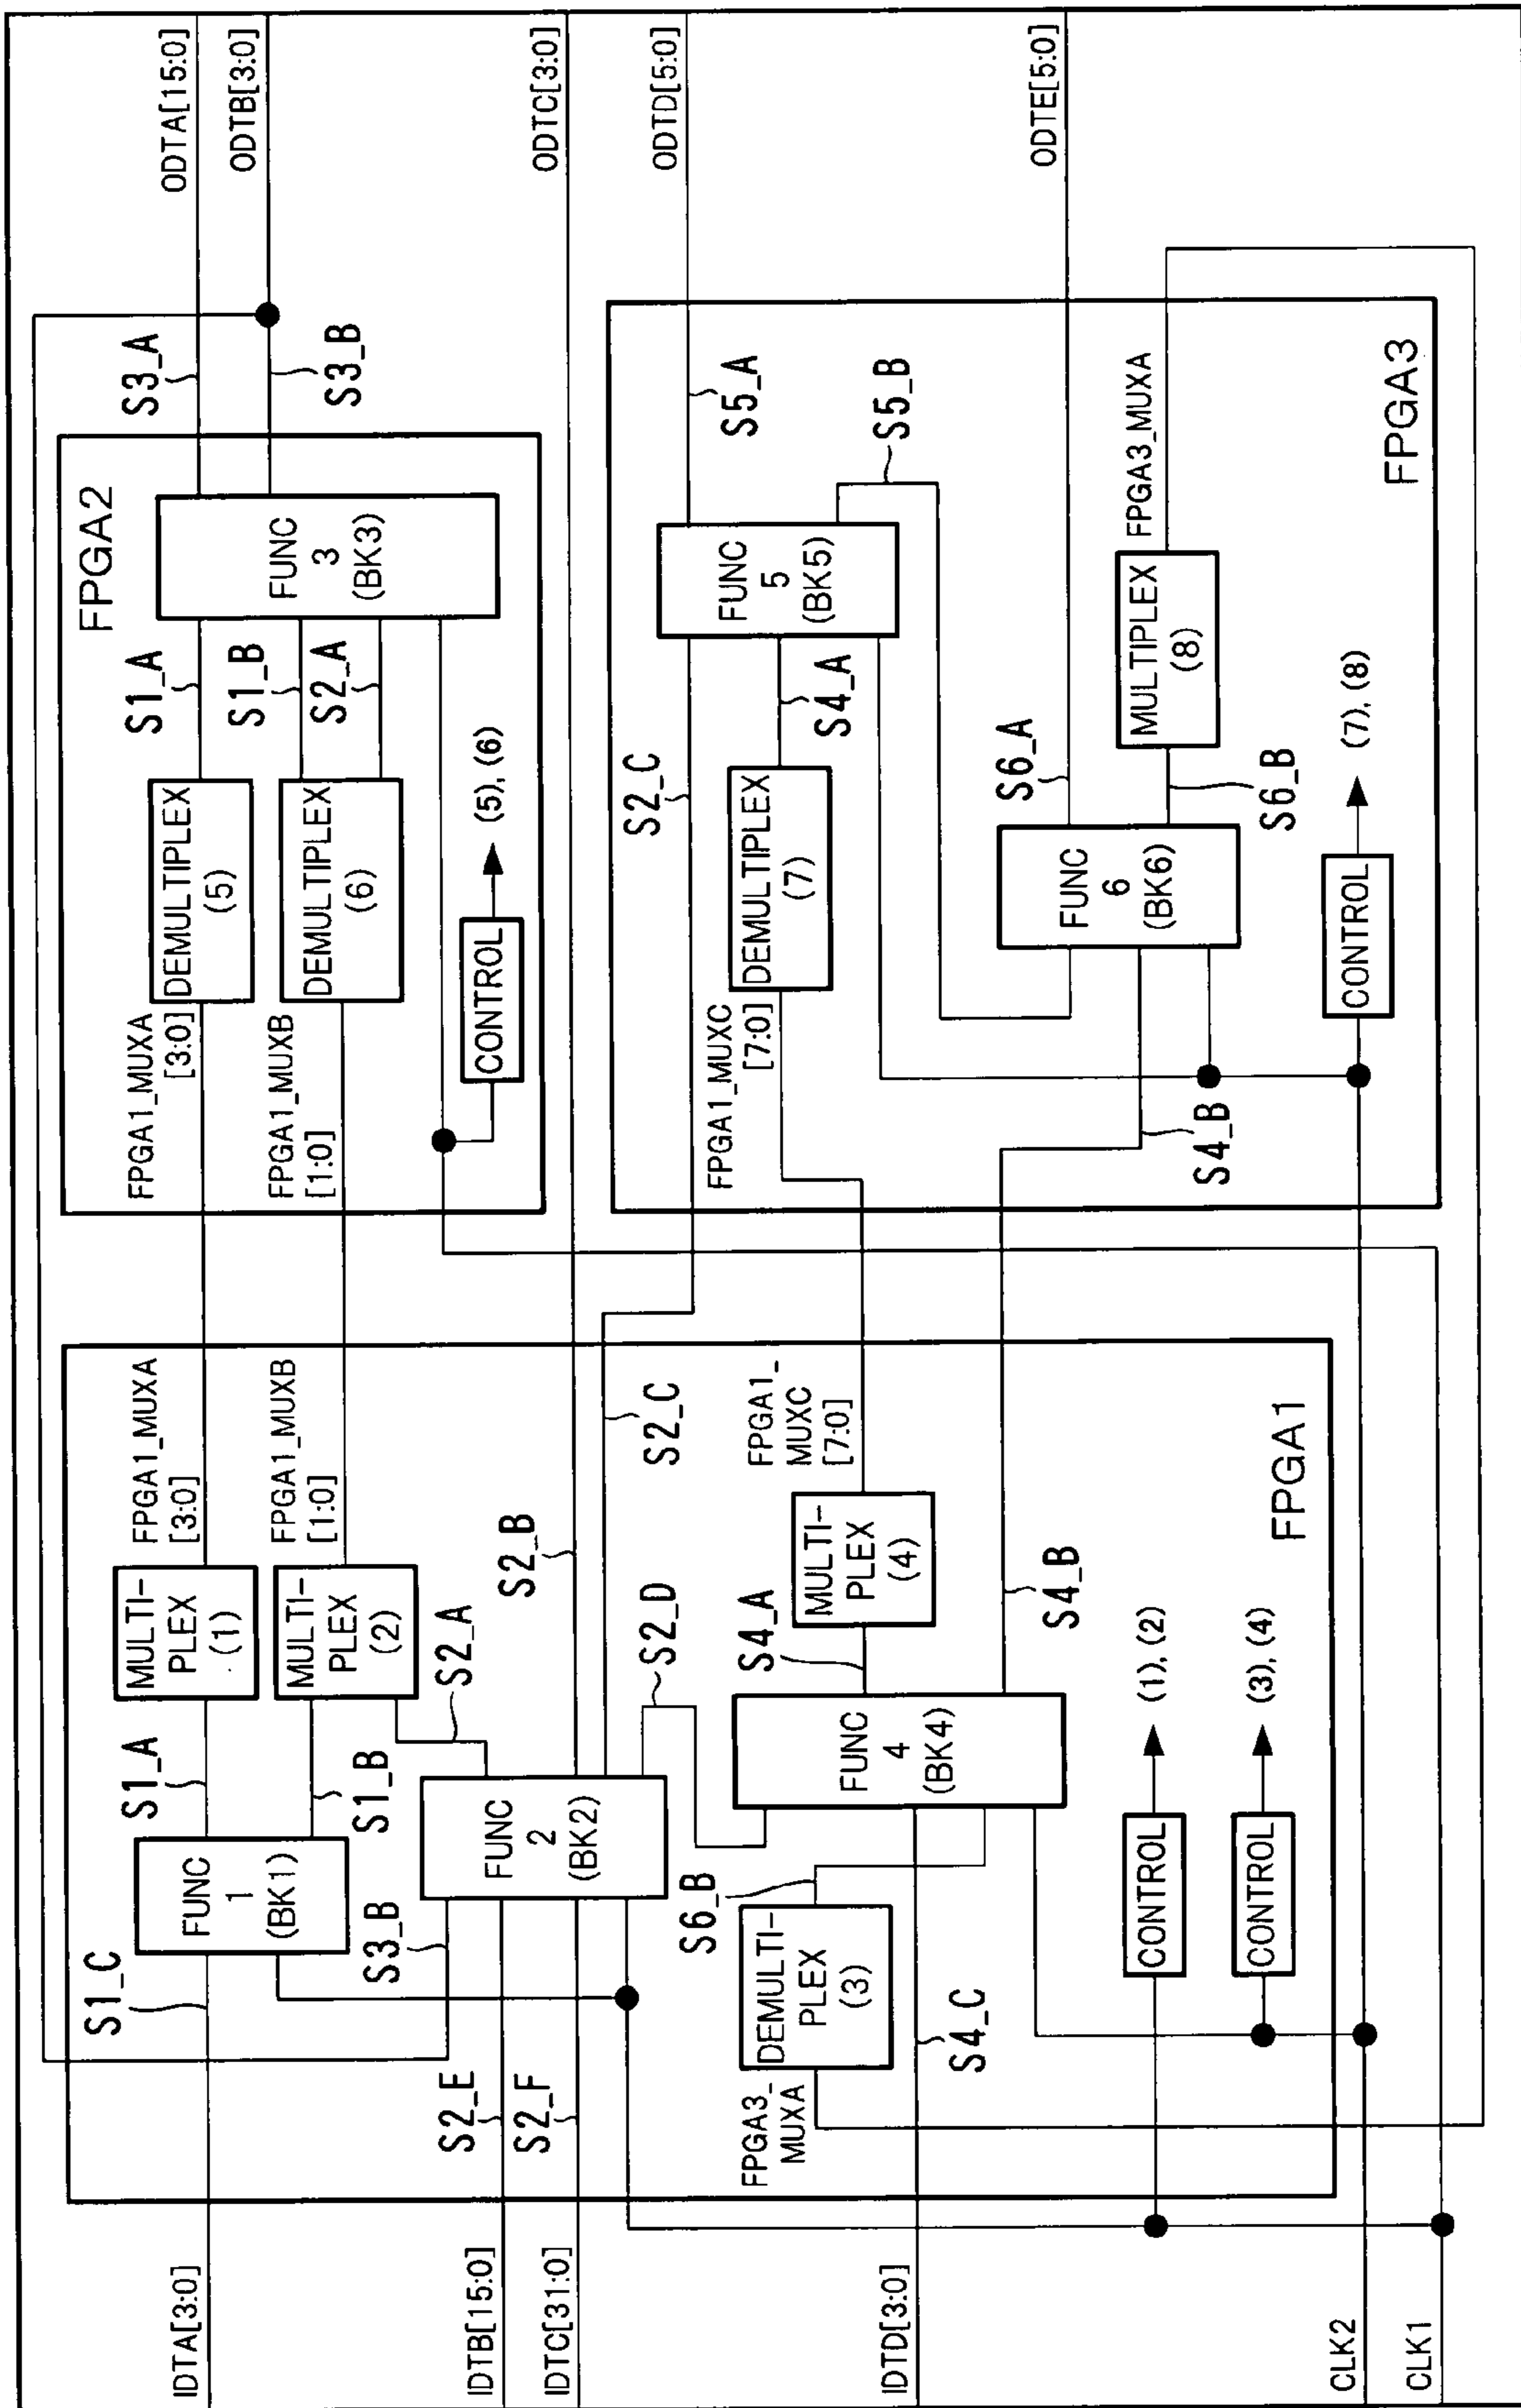 IDTA[3:0]
IDTB[15:0]
IDTC[31:0]
IDTD[3:0]
CLK2
CLK1
FPGA1
S1_C
FUNC
1
(BK1)
S1_A
S1_B
MULTI-
PLEX
(1)
MULTI-
PLEX
(2)
FPGA1_MUXA
[3:0]
FPGA1_MUXB
[1:0]
S3_B
S2_E
S2_F
FUNC
2
(BK2)
S2_A
S2_B
S2_C
S2_D
FPGA3_
MUXA
DEMULTI-
PLEX
(3)
S6_B
S4_C
FUNC
4
(BK4)
S4_A
S4_B
MULTI-
PLEX
(4)
FPGA1_
MUXC
[7:0]
CONTROL
(1), (2)
CONTROL
(3), (4)
FPGA2
FPGA1_MUXA
[3:0]
FPGA1_MUXB
[1:0]
DEMULTIPLEX
(5)
DEMULTIPLEX
(6)
S1_A
S1_B
S2_A
FUNC
3
(BK3)
CONTROL
(5), (6)
S3_A
S3_B
FPGA3
S2_C
FPGA1_MUXC
[7:0]
DEMULTIPLEX
(7)
S4_A
FUNC
5
(BK5)
S5_A
S5_B
S4_B
FUNC
6
(BK6)
S6_A
S6_B
MULTIPLEX
(8)
FPGA3_MUXA
CONTROL
(7), (8)
ODTA[15:0]
ODTB[3:0]
ODTC[3:0]
ODTD[5:0]
ODTE[5:0]